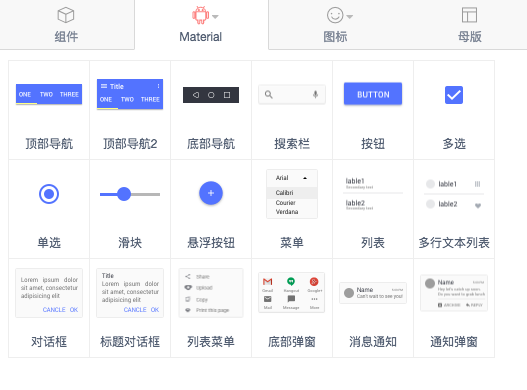 组件
Material
图标
母版
ONE TWO THREE
Title
ONE TWO THREE
BUTTON
顶部导航
顶部导航2
底部导航
搜索栏
按钮
多选
Arial
Calibri
Courier
Verdana
lable1
Secondary text
lable2
Secondary text
lable1
lable2
单选
滑块
悬浮按钮
菜单
列表
多行文本列表
Lorem ipsum dolor
sit amet, consectetur
adipisicing elit
CANCLE OK
Title
Lorem ipsum dolor
sit amet, consectetur
adipisicing elit
CANCLE OK
Share
Upload
Copy
Print this page
Gmail
Hangout
Google+
Mail
Message
More
Name
Can't wait to see you!
Name
对话框
标题对话框
列表菜单
底部弹窗
消息通知
通知弹窗